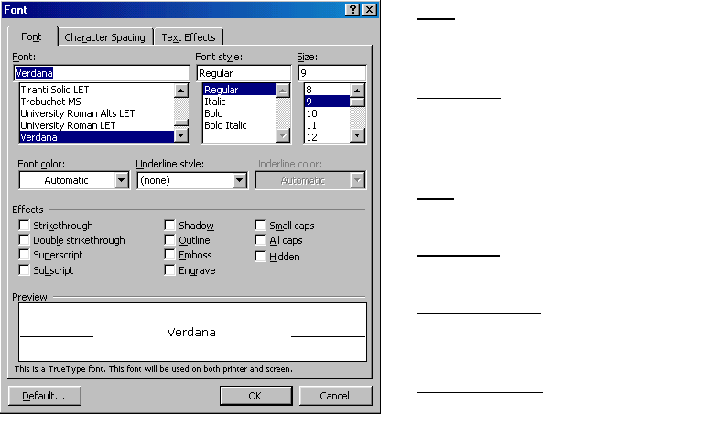 Font
Font
Character Spacing
Text Effects
Font:
Font style:
Size:
Verdana
Regular
9
Tiranti Solid LET
Trebuchet MS
University Roman Alts LET
University Roman LET
Verdana
Regular
Italic
Bold
Bold Italic
8
9
10
11
12
Font color:
Underline style:
Underline color:
Automatic
(none)
Automatic
Effects
Strikethrough
Double strikethrough
Superscript
Subscript
Shadow
Outline
Emboss
Engrave
Small caps
All caps
Hidden
Preview
Verdana
This is a TrueType font. This font will be used on both printer and screen.
Default...
OK
Cancel